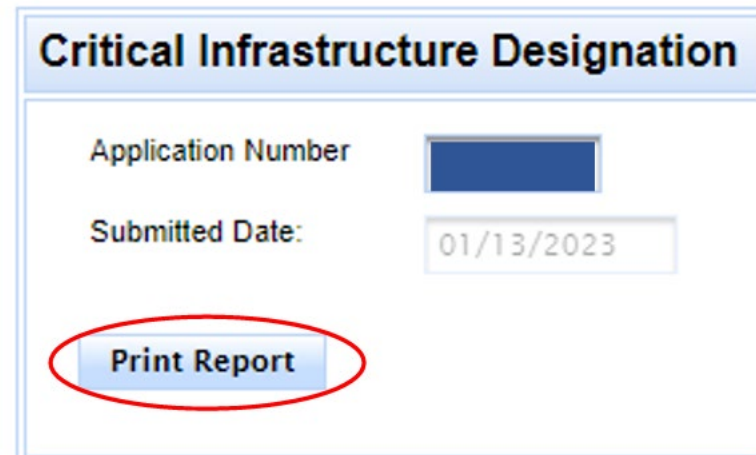 Critical Infrastructure Designation
Application Number
Submitted Date:
01/13/2023
Print Report